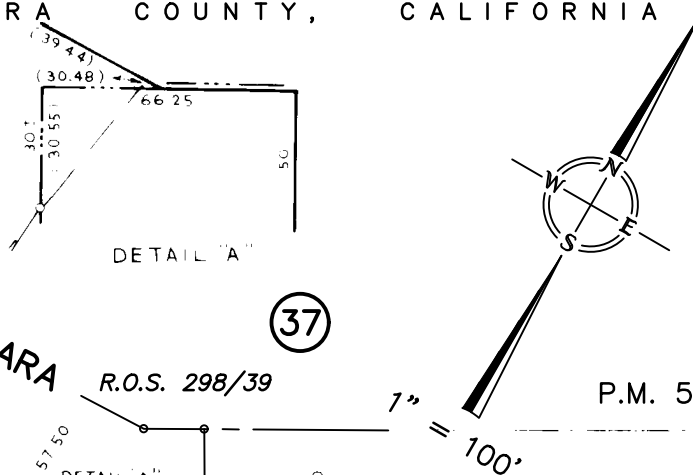 RA COUNTY, CALIFORNIA
(39.44)
(30.48)
66.25
30±
(30.55)
50
DETAIL "A"
N
W
E
S
37
ARA
R.O.S. 298/39
1" = 100'
P.M. 5
57.50
DETAIL "A"